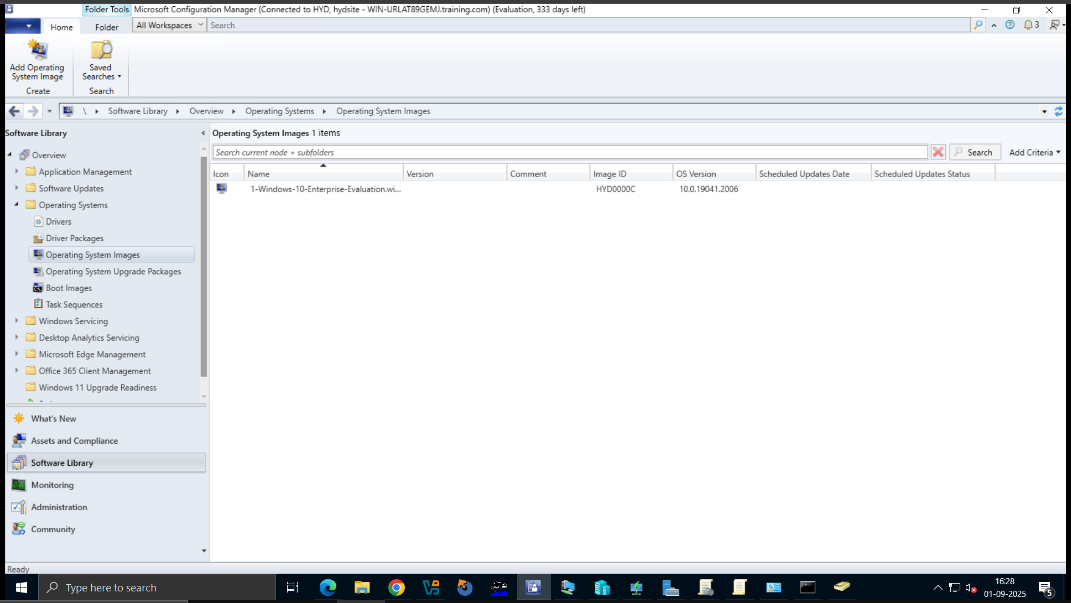 Folder Tools Microsoft Configuration Manager (Connected to HYD, hydsite - WIN-URLAT89GEMJ.training.com) (Evaluation, 333 days left)
Home Folder All Workspaces Search 3
Add Operating System Image
Saved Searches
Create Search
\ Software Library Overview Operating Systems Operating System Images
Software Library
Operating System Images 1 items
Search current node + subfolders Search Add Criteria
Icon Name Version Comment Image ID OS Version Scheduled Updates Date Scheduled Updates Status
1-Windows-10-Enterprise-Evaluation.wi... HYD0000C 10.0.19041.2006
Overview
Application Management
Software Updates
Operating Systems
Drivers
Driver Packages
Operating System Images
Operating System Upgrade Packages
Boot Images
Task Sequences
Windows Servicing
Desktop Analytics Servicing
Microsoft Edge Management
Office 365 Client Management
Windows 11 Upgrade Readiness
What's New
Assets and Compliance
Software Library
Monitoring
Administration
Community
Ready
Type here to search
16:28
01-09-2025
5